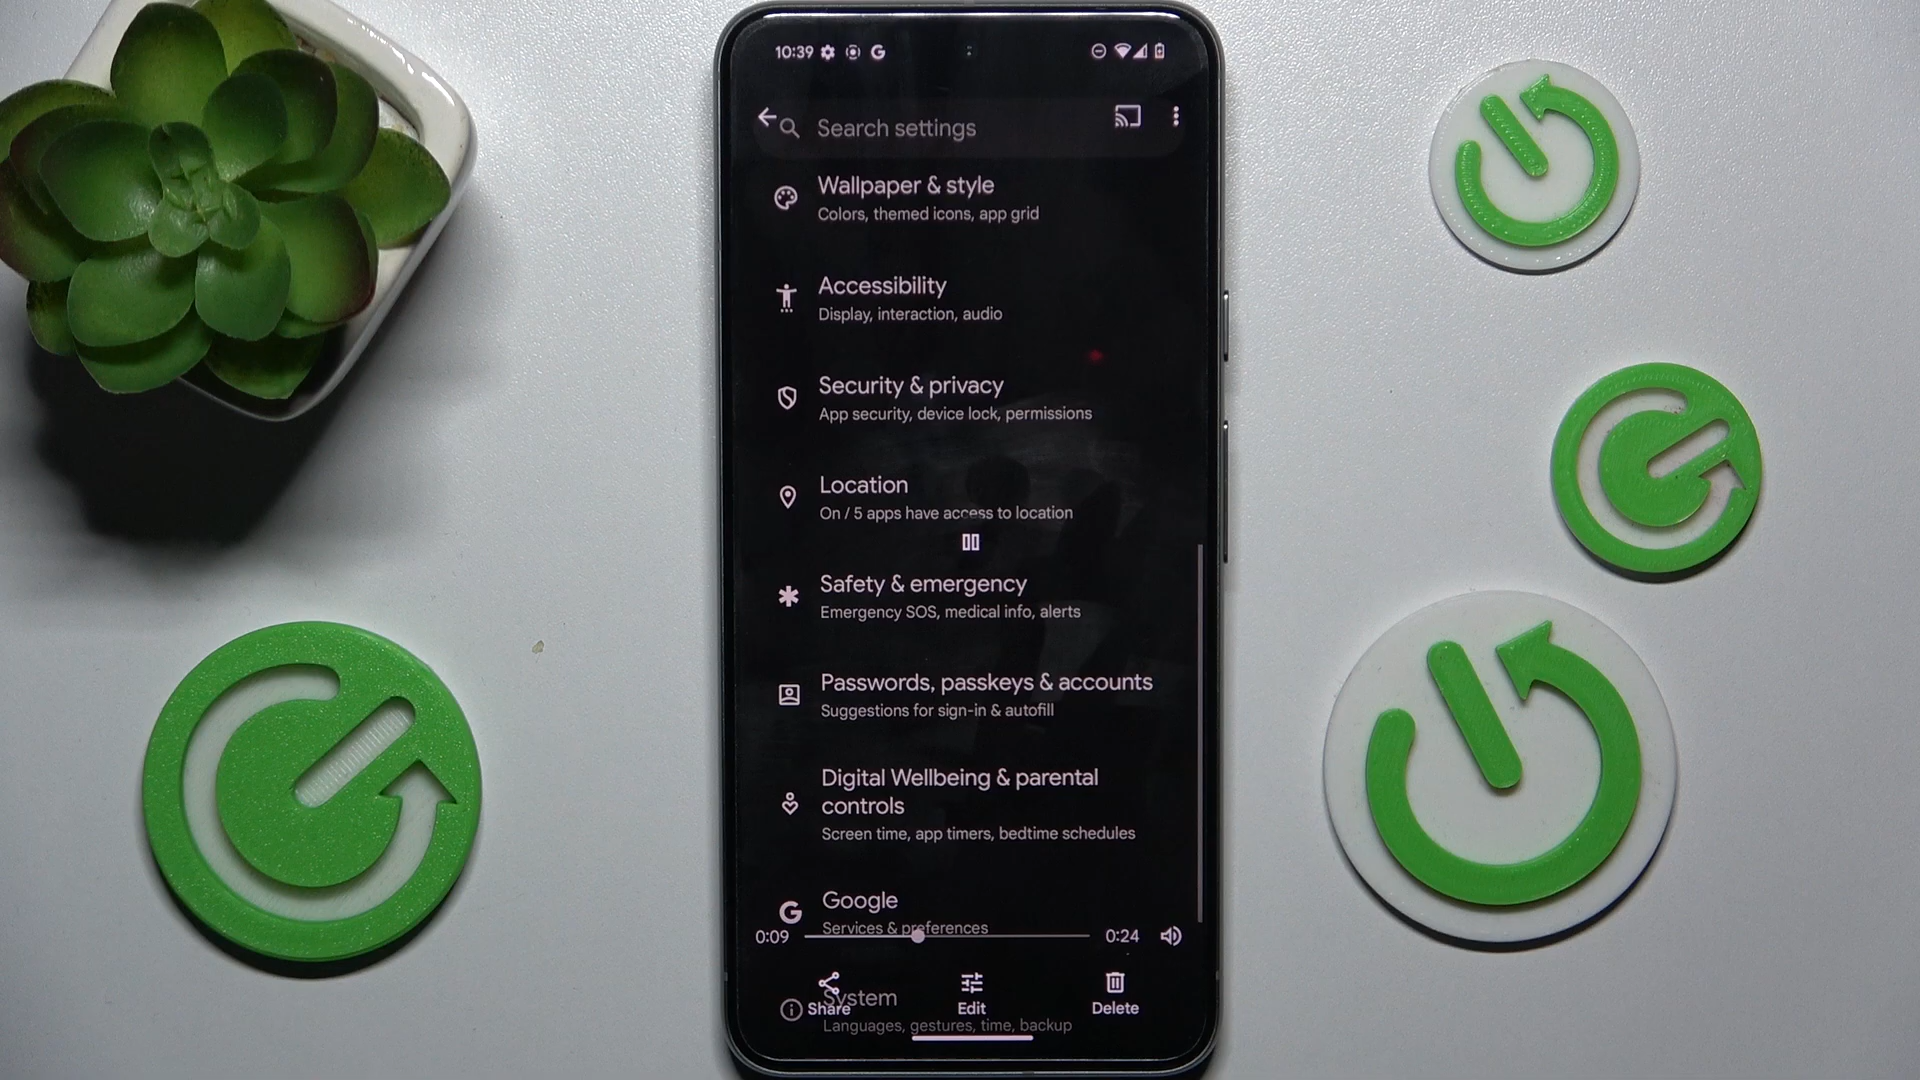 10:39
Search settings
Wallpaper & style
Colors, themed icons, app grid
Accessibility
Display, interaction, audio
Security & privacy
App security, device lock, permissions
Location
On / 5 apps have access to location
Safety & emergency
Emergency SOS, medical info, alerts
Passwords, passkeys & accounts
Suggestions for sign-in & autofill
Digital Wellbeing & parental
controls
Screen time, app timers, bedtime schedules
Google
Services & preferences
0:09 0:24
System
Share Edit Delete
Languages, gestures, time, backup